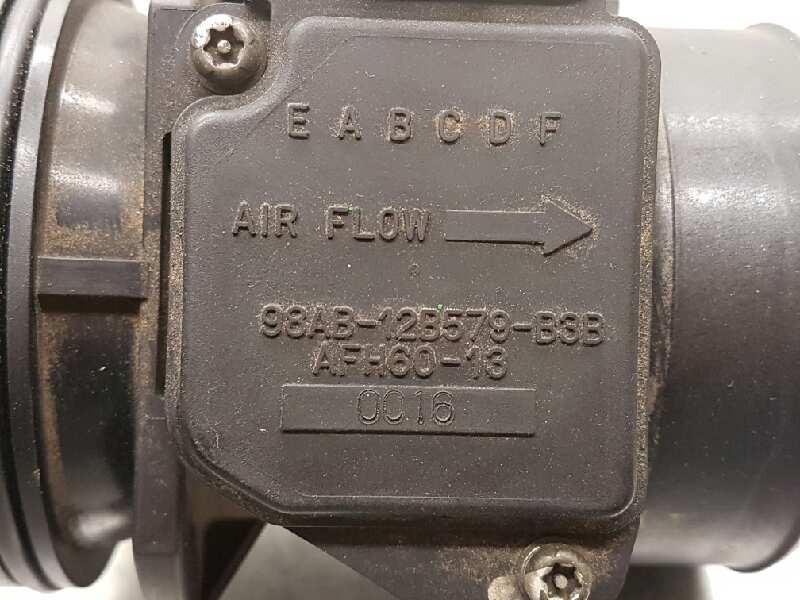 E A B C D F
AIR FLOW
98AB-12B579-B3B
AFH60-13
0016